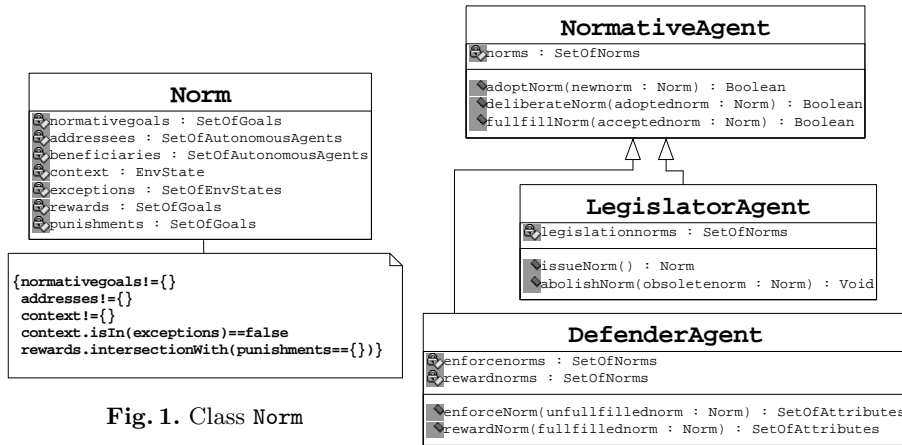 Norm
normativegoals : SetOfGoals
addressees : SetOfAutonomousAgents
beneficiaries : SetOfAutonomousAgents
context : EnvState
exceptions : SetOfEnvStates
rewards : SetOfGoals
punishments : SetOfGoals
{normativegoals!={}
addresses!={}
context!={}
context.isIn(exceptions)==false
rewards.intersectionWith(punishments=={})}
Fig. 1. Class Norm
NormativeAgent
norms : SetOfNorms
adoptNorm(newnorm : Norm) : Boolean
deliberateNorm(adoptednorm : Norm) : Boolean
fullfillNorm(acceptednorm : Norm) : Boolean
LegislatorAgent
legislationnorms : SetOfNorms
issueNorm() : Norm
abolishNorm(obsoletenorm : Norm) : Void
DefenderAgent
enforcenorms : SetOfNorms
rewardnorms : SetOfNorms
enforceNorm(unfullfillednorm : Norm) : SetOfAttributes
rewardNorm(fullfillednorm : Norm) : SetOfAttributes